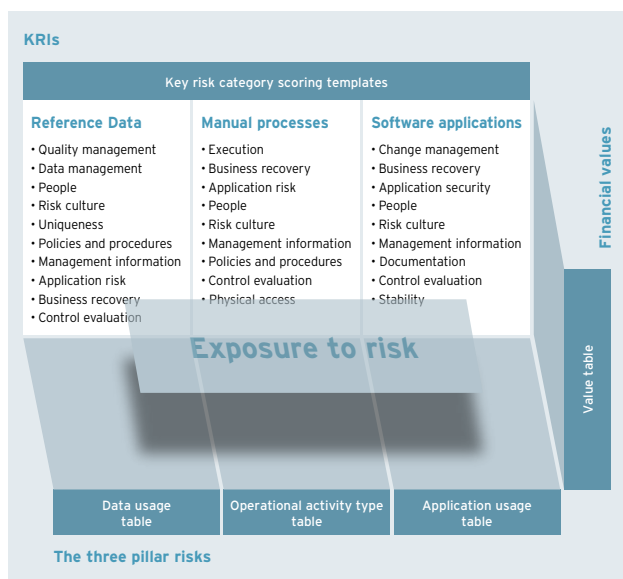 KRIs
Key risk category scoring templates
Reference Data
• Quality management
• Data management
• People
• Risk culture
• Uniqueness
• Policies and procedures
• Management information
• Application risk
• Business recovery
• Control evaluation
Manual processes
• Execution
• Business recovery
• Application risk
• People
• Risk culture
• Management information
• Policies and procedures
• Control evaluation
• Physical access
Software applications
• Change management
• Business recovery
• Application security
• People
• Risk culture
• Management information
• Documentation
• Control evaluation
• Stability
Financial values
Value table
Exposure to risk
Data usage
table
Operational activity type
table
Application usage
table
The three pillar risks